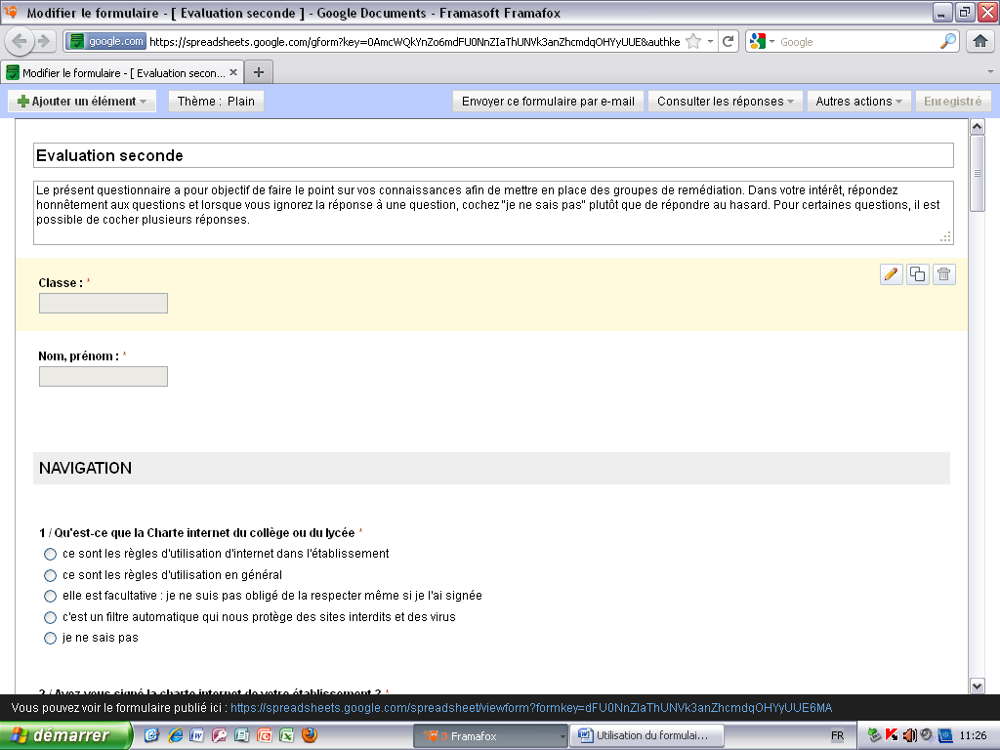 Modifier le formulaire - [ Evaluation seconde ] - Google Documents - Framasoft Framafox
google.com https://spreadsheets.google.com/gform?key=0AmcWQkYnZo6mdFU0NnZIaThUNVk3anZhcmdqOHYyUUE&authke Google
Modifier le formulaire - [ Evaluation secon...
Ajouter un élément Thème : Plain Envoyer ce formulaire par e-mail Consulter les réponses Autres actions Enregistré
Evaluation seconde
Le présent questionnaire a pour objectif de faire le point sur vos connaissances afin de mettre en place des groupes de remédiation. Dans votre intérêt, répondez
honnêtement aux questions et lorsque vous ignorez la réponse à une question, cochez "je ne sais pas" plutôt que de répondre au hasard. Pour certaines questions, il est
possible de cocher plusieurs réponses.
Classe : *
Nom, prénom : *
NAVIGATION
1 / Qu'est-ce que la Charte internet du collège ou du lycée *
ce sont les règles d'utilisation d'internet dans l'établissement
ce sont les règles d'utilisation en général
elle est facultative : je ne suis pas obligé de la respecter même si je l'ai signée
c'est un filtre automatique qui nous protège des sites interdits et des virus
je ne sais pas
2 / Avez vous signé la charte internet de votre établissement ? *
Vous pouvez voir le formulaire publié ici : https://spreadsheets.google.com/spreadsheet/viewform?formkey=dFU0NnZIaThUNVk3anZhcmdqOHYyUUE6MA
démarrer 3 Framafox Utilisation du formulai... FR 11:26